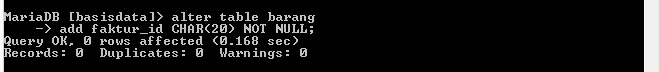 MariaDB [basisdata]> alter table barang
    -> add faktur_id CHAR(20) NOT NULL;
Query OK, 0 rows affected (0.168 sec)
Records: 0  Duplicates: 0  Warnings: 0